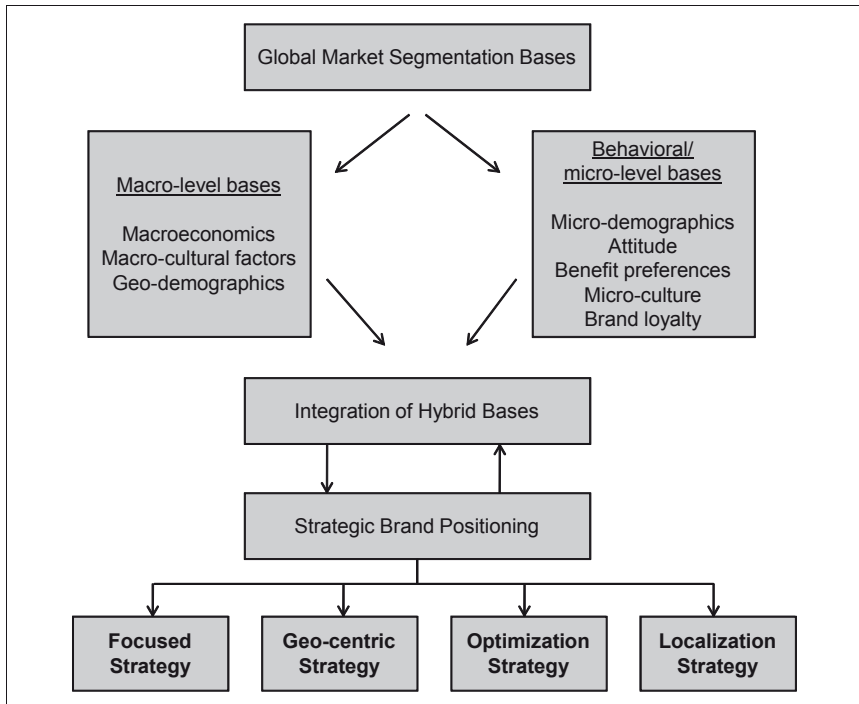 Global Market Segmentation Bases
Macro-level bases
Macroeconomics
Macro-cultural factors
Geo-demographics
Behavioral/
micro-level bases
Micro-demographics
Attitude
Benefit preferences
Micro-culture
Brand loyalty
Integration of Hybrid Bases
Strategic Brand Positioning
Focused
Strategy
Geo-centric
Strategy
Optimization
Strategy
Localization
Strategy